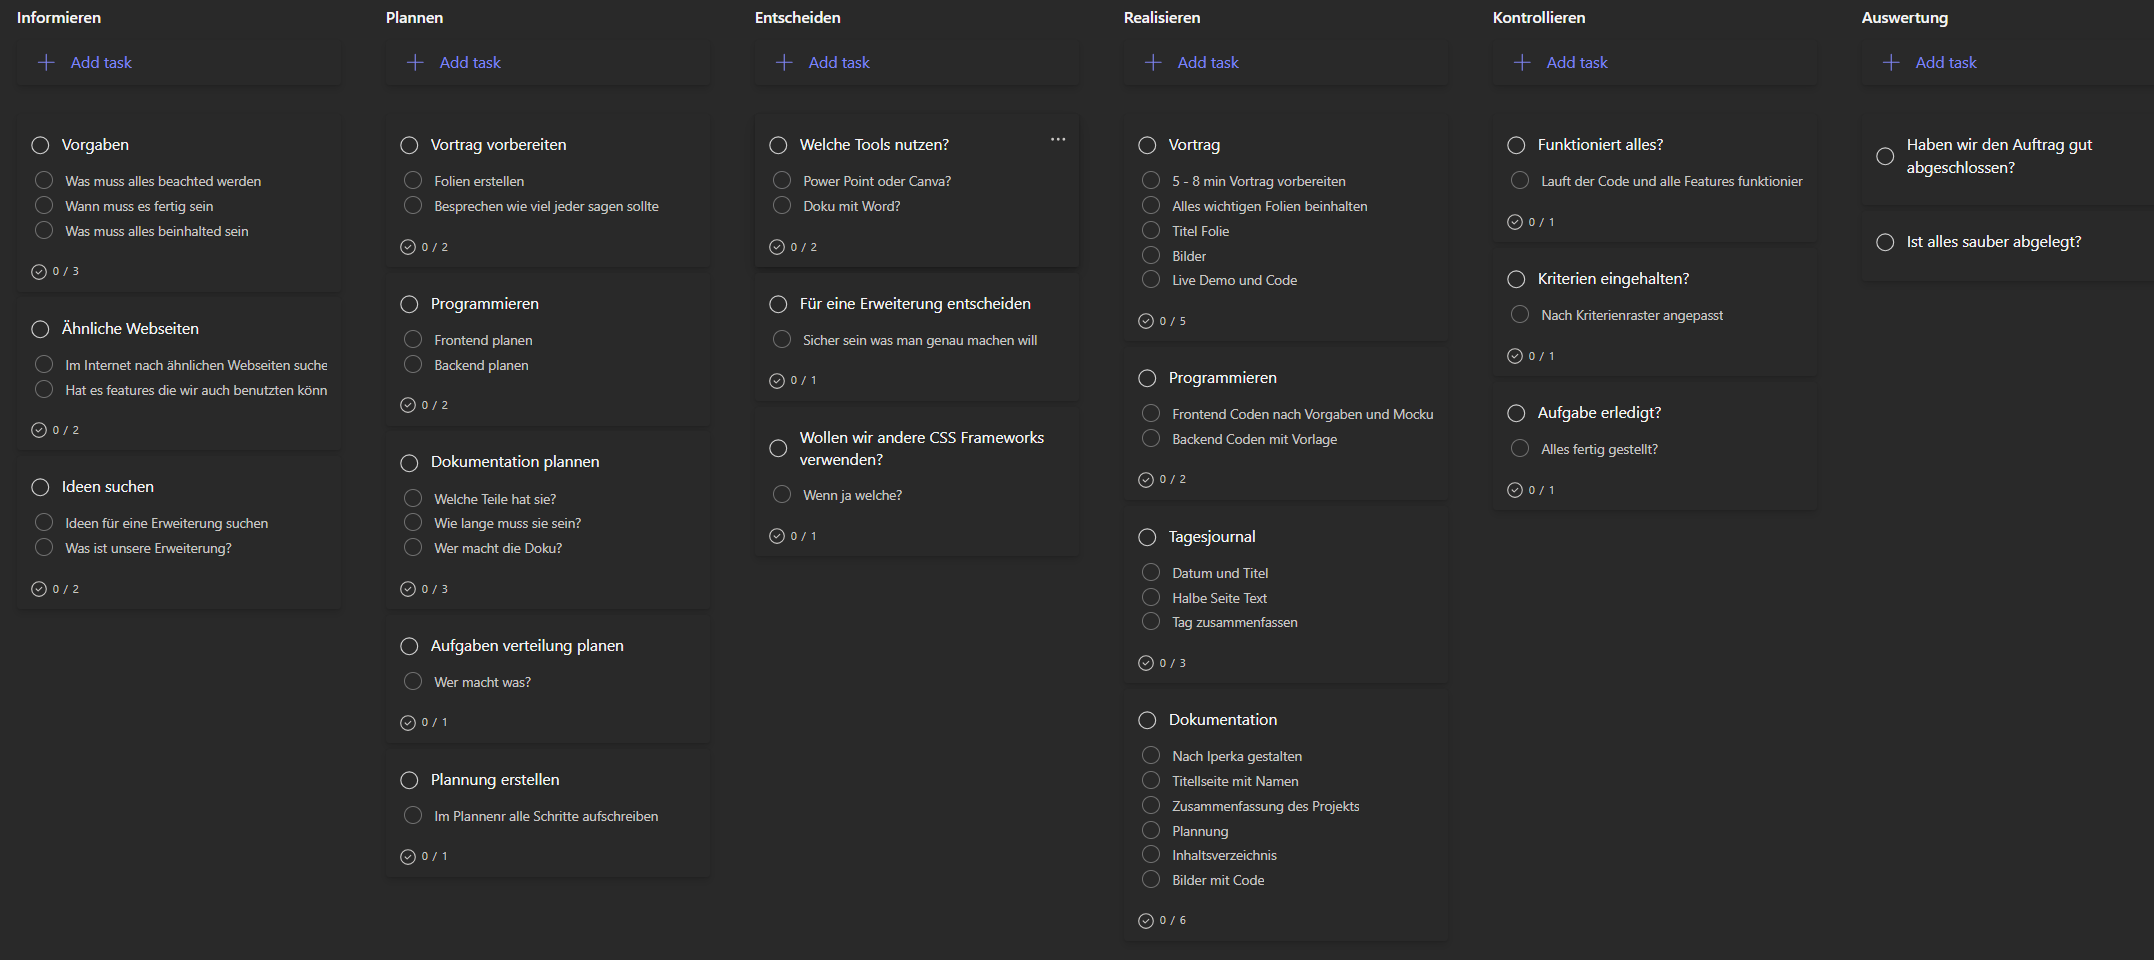 Informieren
Add task
Vorgaben
Was muss alles beachted werden
Wann muss es fertig sein
Was muss alles beinhalted sein
0 / 3
Ähnliche Webseiten
Im Internet nach ähnlichen Webseiten suche
Hat es features die wir auch benutzten könn
0 / 2
Ideen suchen
Ideen für eine Erweiterung suchen
Was ist unsere Erweiterung?
0 / 2
Plannen
Add task
Vortrag vorbereiten
Folien erstellen
Besprechen wie viel jeder sagen sollte
0 / 2
Programmieren
Frontend planen
Backend planen
0 / 2
Dokumentation plannen
Welche Teile hat sie?
Wie lange muss sie sein?
Wer macht die Doku?
0 / 3
Aufgaben verteilung planen
Wer macht was?
0 / 1
Plannung erstellen
Im Plannenr alle Schritte aufschreiben
0 / 1
Entscheiden
Add task
Welche Tools nutzen?
Power Point oder Canva?
Doku mit Word?
0 / 2
Für eine Erweiterung entscheiden
Sicher sein was man genau machen will
0 / 1
Wollen wir andere CSS Frameworks
verwenden?
Wenn ja welche?
0 / 1
Realisieren
Add task
Vortrag
5 - 8 min Vortrag vorbereiten
Alles wichtigen Folien beinhalten
Titel Folie
Bilder
Live Demo und Code
0 / 5
Programmieren
Frontend Coden nach Vorgaben und Mocku
Backend Coden mit Vorlage
0 / 2
Tagesjournal
Datum und Titel
Halbe Seite Text
Tag zusammenfassen
0 / 3
Dokumentation
Nach Iperka gestalten
Titellseite mit Namen
Zusammenfassung des Projekts
Plannung
Inhaltsverzeichnis
Bilder mit Code
0 / 6
Kontrollieren
Add task
Funktioniert alles?
Lauft der Code und alle Features funktionier
0 / 1
Kriterien eingehalten?
Nach Kriterienraster angepasst
0 / 1
Aufgabe erledigt?
Alles fertig gestellt?
0 / 1
Auswertung
Add task
Haben wir den Auftrag gut
abgeschlossen?
Ist alles sauber abgelegt?